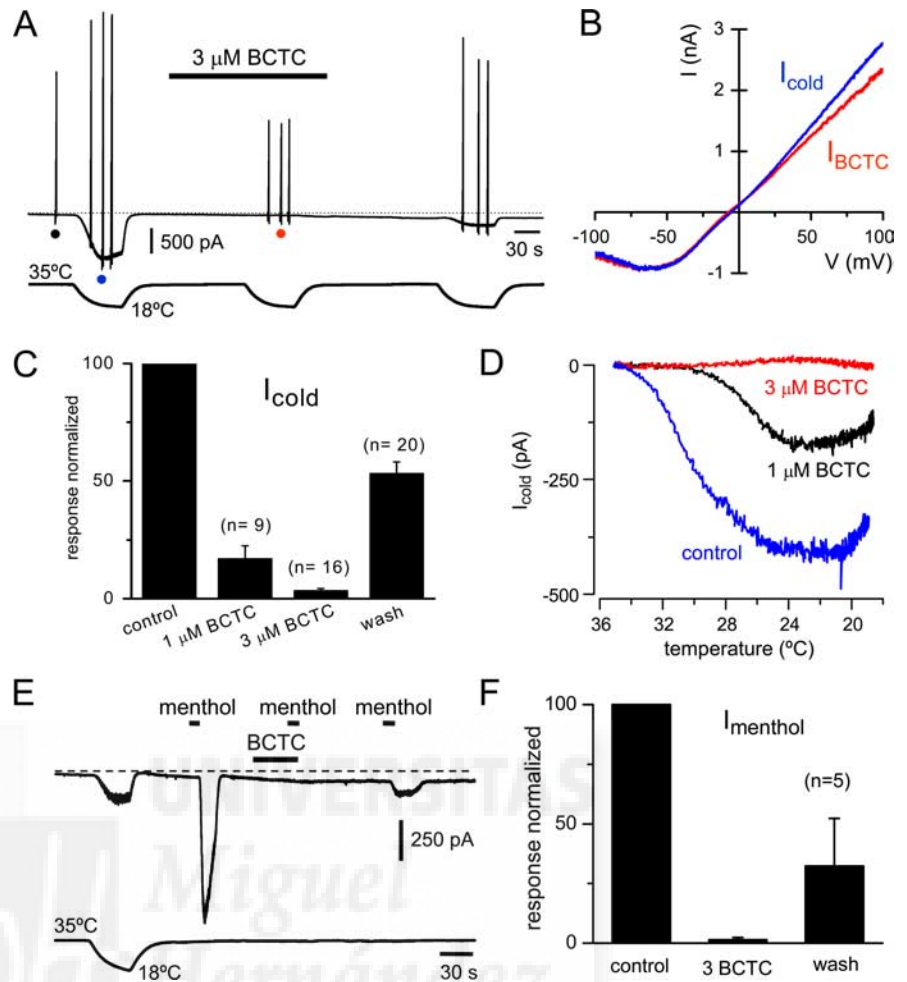 A
3 µM BCTC
500 pA
30 s
35ºC
18ºC
B
I (nA)
3
2
1
-1
-100
-50
50
100
V (mV)
Icold
IBCTC
C
Icold
response normalized
100
50
0
(n= 9)
(n= 16)
(n= 20)
control
1 µM BCTC
3 µM BCTC
wash
D
0
-250
-500
Icold (pA)
3 µM BCTC
1 µM BCTC
control
36
32
28
24
20
temperature (ºC)
E
menthol
menthol
menthol
BCTC
250 pA
35ºC
18ºC
30 s
UNIVERSITAS
Miguel
Hernández
F
Imenthol
response normalized
100
50
0
(n=5)
control
3 BCTC
wash